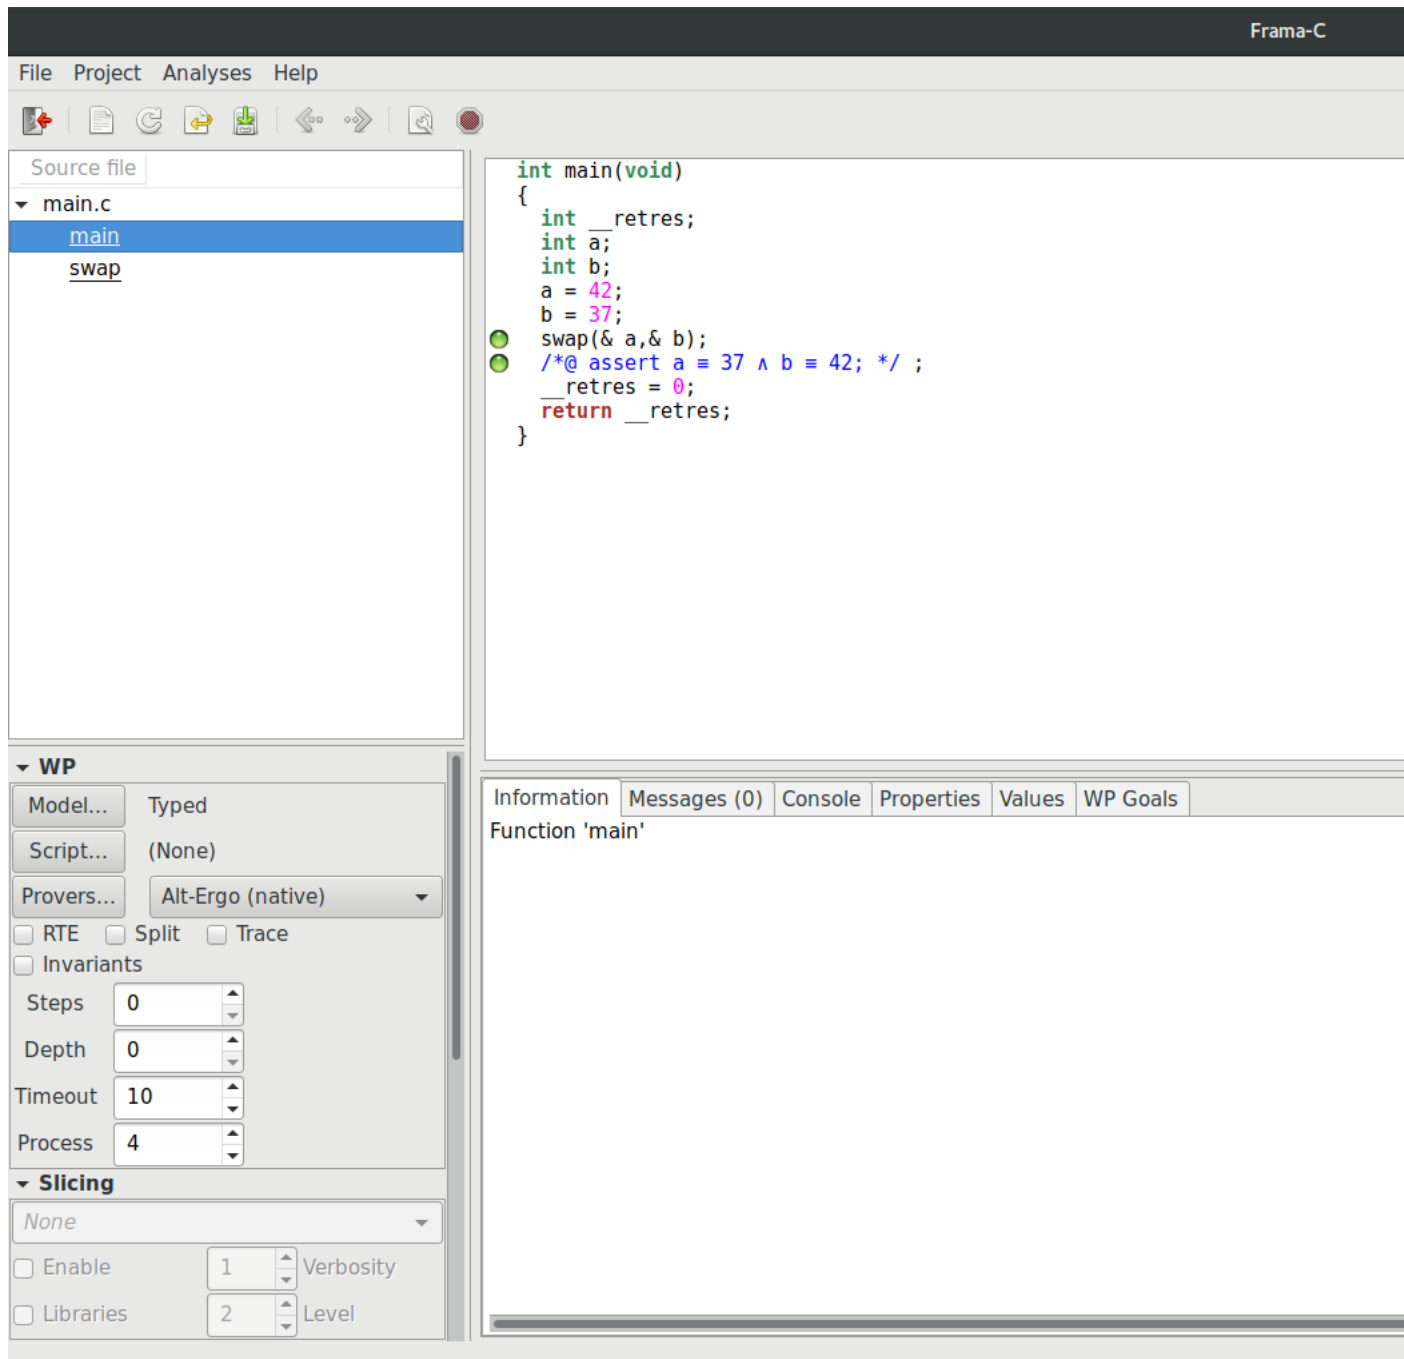 Frama-C
File Project Analyses Help
Source file
main.c
main
swap
int main(void)
{
int __retres;
int a;
int b;
a = 42;
b = 37;
swap(& a,& b);
/*@ assert a ≡ 37 ∧ b ≡ 42; */ ;
__retres = 0;
return __retres;
}
WP
Model... Typed
Script... (None)
Provers... Alt-Ergo (native)
RTE Split Trace
Invariants
Steps 0
Depth 0
Timeout 10
Process 4
Slicing
None
Enable 1 Verbosity
Libraries 2 Level
Information Messages (0) Console Properties Values WP Goals
Function 'main'